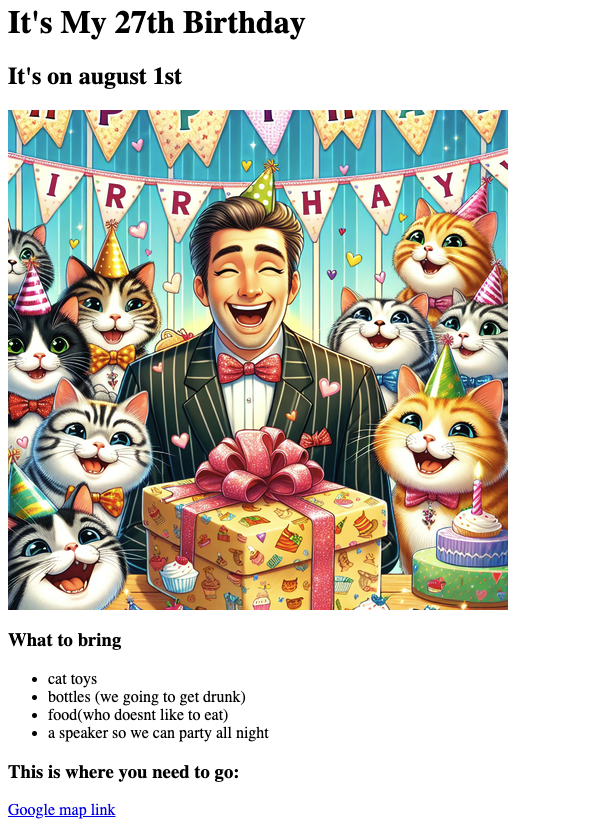 It's My 27th Birthday
It's on august 1st
H A P P Y H A
I R R H A Y
What to bring
cat toys
bottles (we going to get drunk)
food(who doesnt like to eat)
a speaker so we can party all night
This is where you need to go:
Google map link